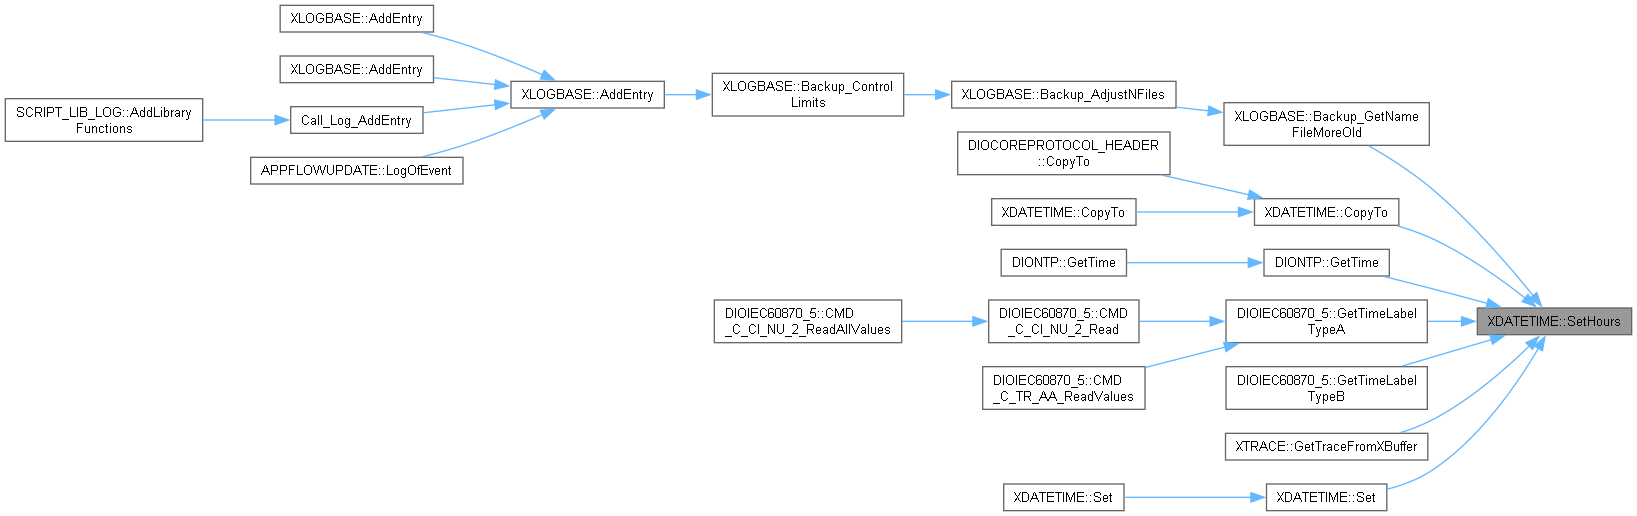 XLOGBASE::AddEntry
XLOGBASE::AddEntry
XLOGBASE::AddEntry
SCRIPT_LIB_LOG::AddLibrary
Functions
Call_Log_AddEntry
APPFLOWUPDATE::LogOfEvent
XLOGBASE::Backup_Control
Limits
XLOGBASE::Backup_AdjustNFiles
XLOGBASE::Backup_GetName
FileMoreOld
DIOCOREPROTOCOL_HEADER
::CopyTo
XDATETIME::CopyTo
XDATETIME::CopyTo
DIONTP::GetTime
DIONTP::GetTime
DIOIEC60870_5::CMD
_C_CI_NU_2_ReadAllValues
DIOIEC60870_5::CMD
_C_CI_NU_2_Read
DIOIEC60870_5::GetTimeLabel
TypeA
XDATETIME::SetHours
DIOIEC60870_5::CMD
_C_TR_AA_ReadValues
DIOIEC60870_5::GetTimeLabel
TypeB
XTRACE::GetTraceFromXBuffer
XDATETIME::Set
XDATETIME::Set